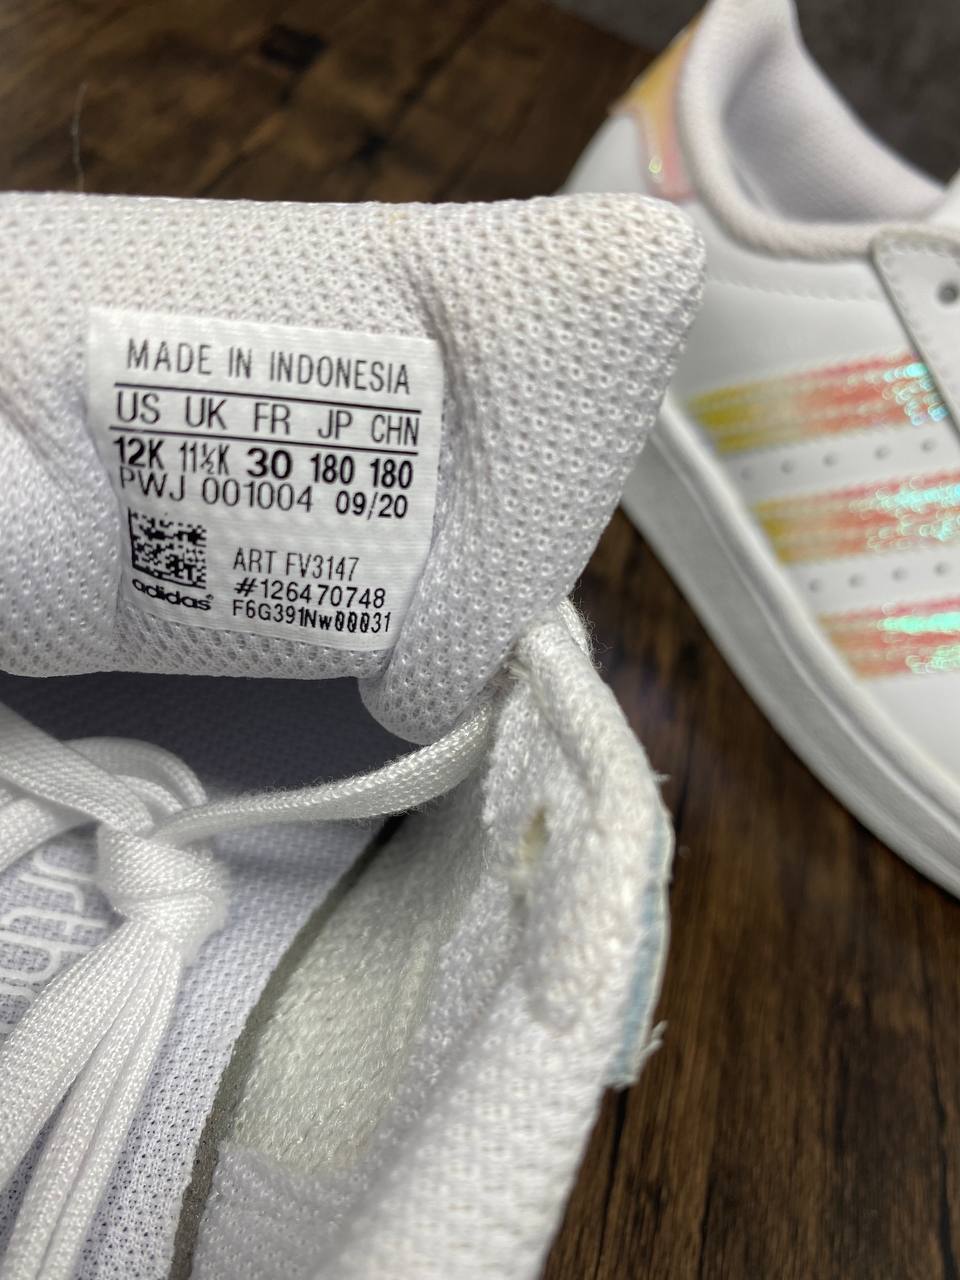 MADE IN INDONESIA
US UK FR JP CHN
12K 11½K 30 180 180
PWJ 001004 09/20
ART FV3147
#126470748
adidas®
F6G391Nw00031